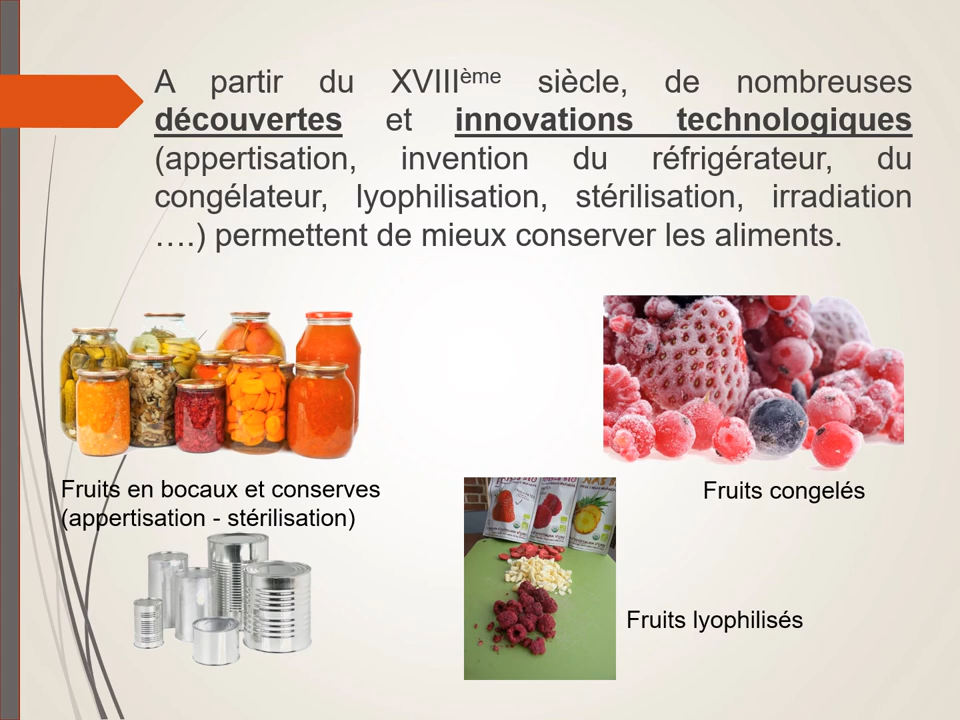 A partir du XVIIIème siècle, de nombreuses
découvertes et innovations technologiques
(appertisation, invention du réfrigérateur, du
congélateur, lyophilisation, stérilisation, irradiation
….) permettent de mieux conserver les aliments.
Fruits en bocaux et conserves
(appertisation - stérilisation)
Fruits congelés
Fruits lyophilisés